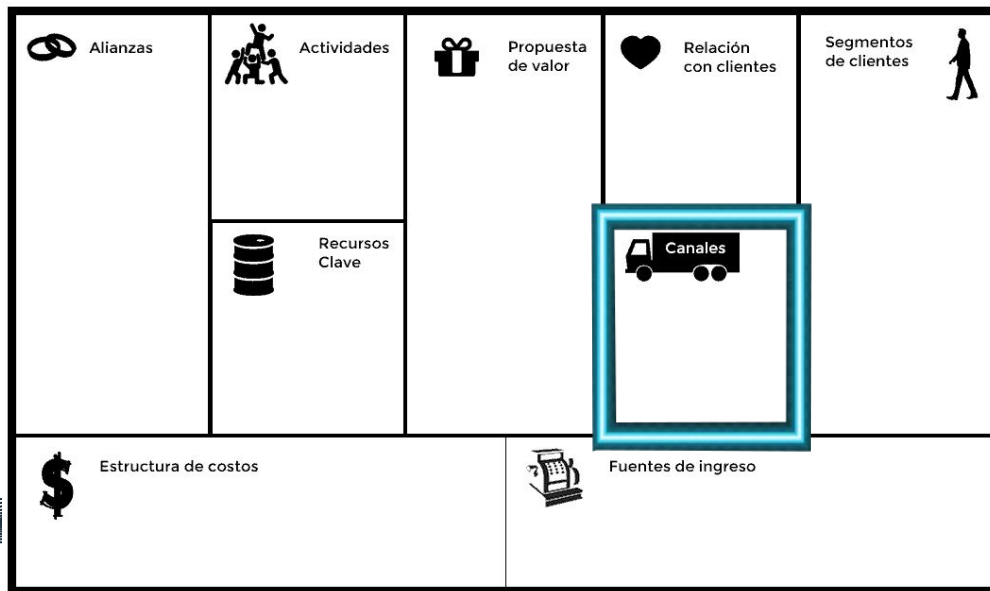 Alianzas
Actividades
Propuesta
de valor
Relación
con clientes
Segmentos
de clientes
Recursos
Clave
Canales
Estructura de costos
Fuentes de ingreso